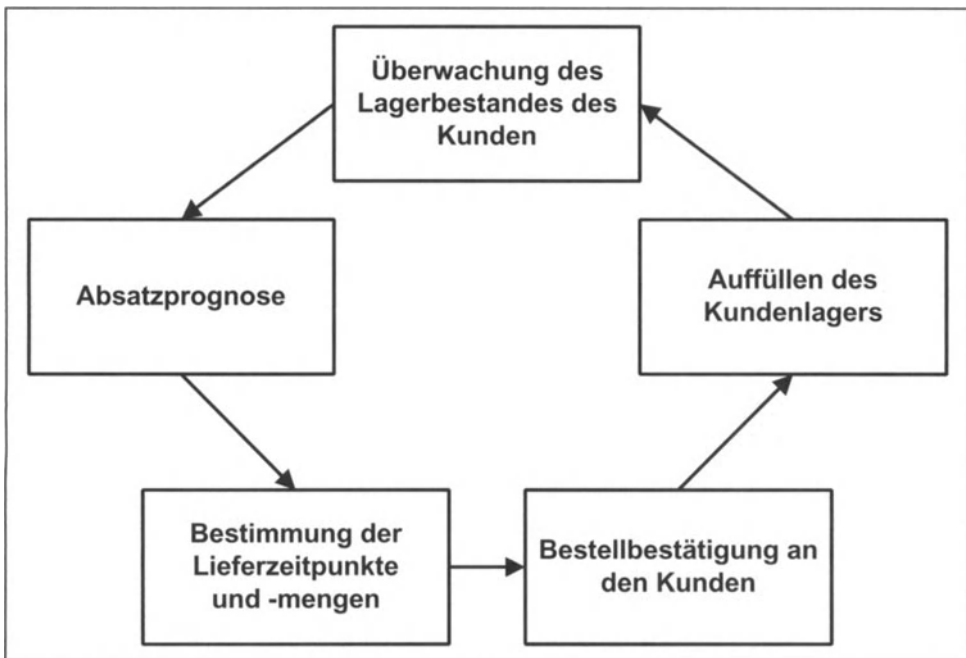 Überwachung des
Lagerbestandes des
Kunden
Absatzprognose
Auffüllen des
Kundenlagers
Bestimmung der
Lieferzeitpunkte
und -mengen
Bestellbestätigung an
den Kunden